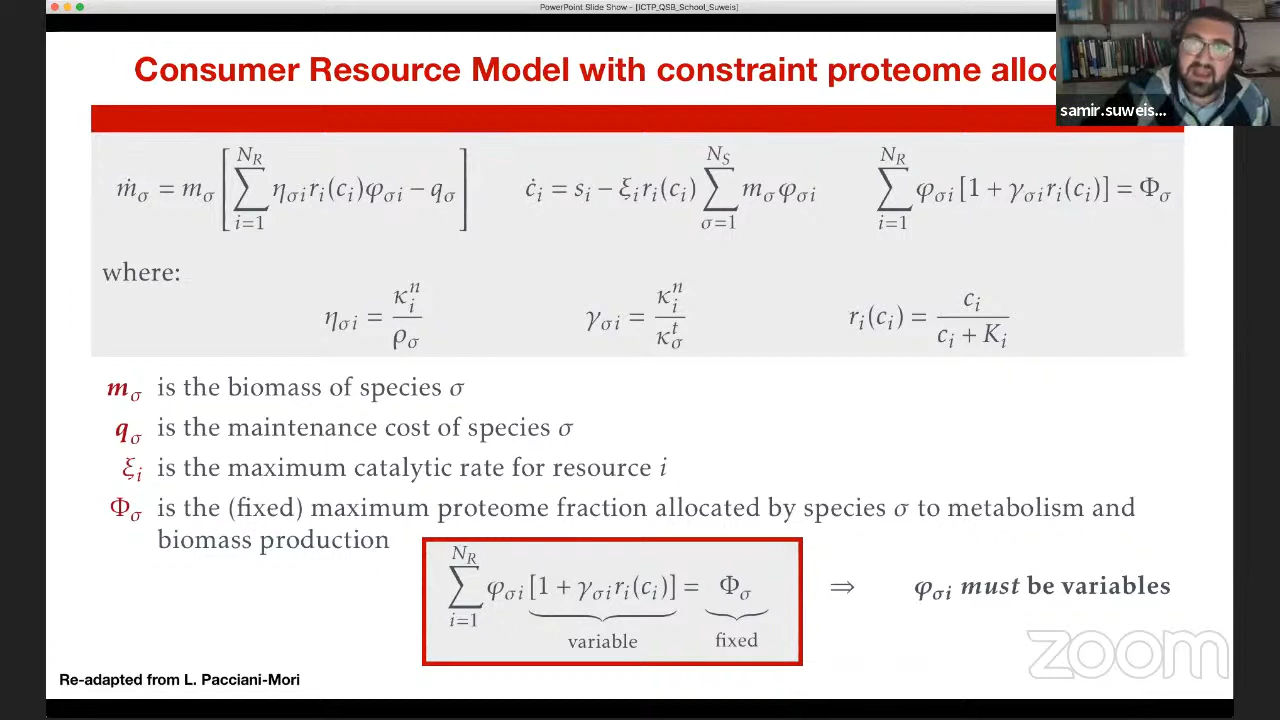 PowerPoint Slide Show - [ICTP_QSB_School_Suweis]
Consumer Resource Model with constraint proteome
samir.suweis...
ṁ_σ = m_σ [ ∑_{i=1}^{N_R} η_{σi} r_i(c_i) φ_{σi} − q_σ ]   ċ_i = s_i − ξ_i r_i(c_i) ∑_{σ=1}^{N_S} m_σ φ_{σi}   ∑_{i=1}^{N_R} φ_{σi} [1 + γ_{σi} r_i(c_i)] = Φ_σ
where:
η_{σi} = κ_i^n / ρ_σ   γ_{σi} = κ_i^n / κ_σ^t   r_i(c_i) = c_i / (c_i + K_i)
m_σ is the biomass of species σ
q_σ is the maintenance cost of species σ
ξ_i is the maximum catalytic rate for resource i
Φ_σ is the (fixed) maximum proteome fraction allocated by species σ to metabolism and
biomass production
∑_{i=1}^{N_R} φ_{σi} [1 + γ_{σi} r_i(c_i)] = Φ_σ   ⇒   φ_{σi} must be variables
variable   fixed
zoom
Re-adapted from L. Pacciani-Mori